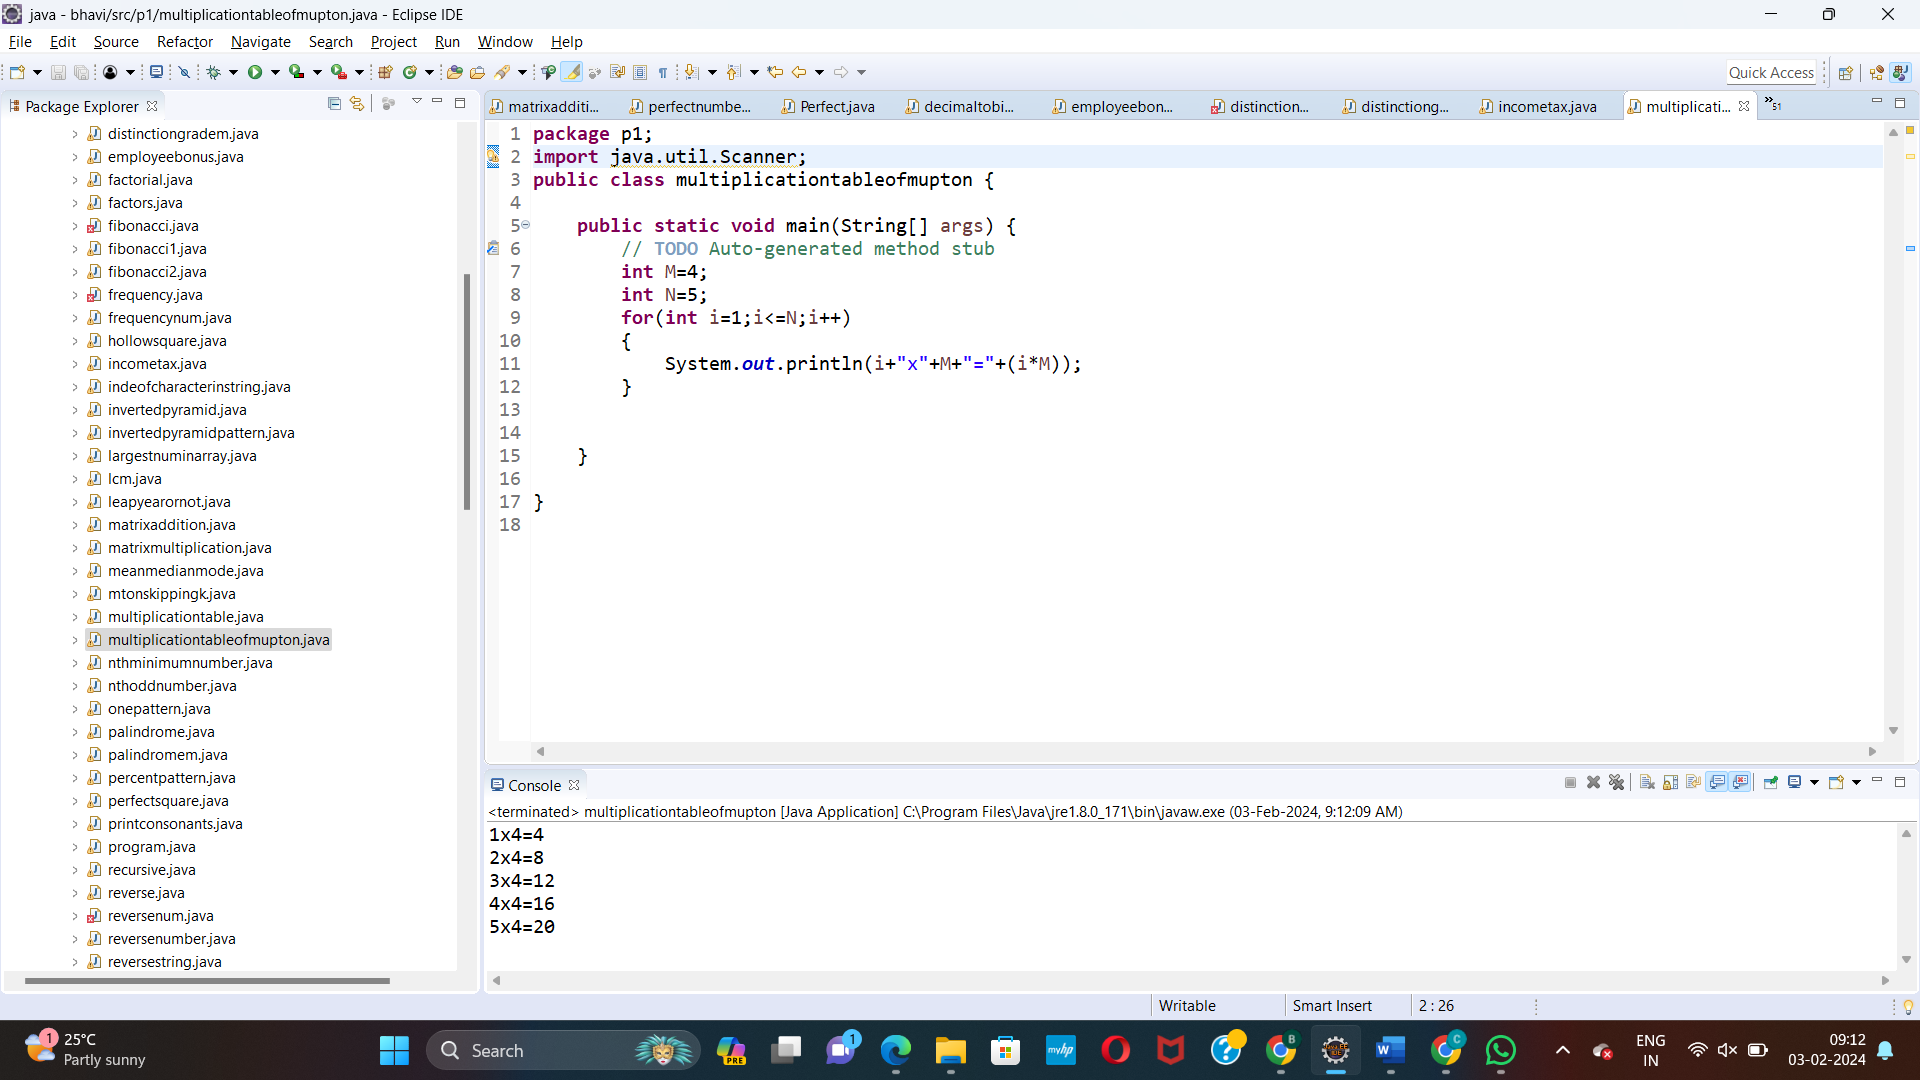 java - bhavi/src/p1/multiplicationtableofmupton.java - Eclipse IDE
File Edit Source Refactor Navigate Search Project Run Window Help
Quick Access
Package Explorer
distinctiongradem.java
employeebonus.java
factorial.java
factors.java
fibonacci.java
fibonacci1.java
fibonacci2.java
frequency.java
frequencynum.java
hollowsquare.java
incometax.java
indeofcharacterinstring.java
invertedpyramid.java
invertedpyramidpattern.java
largestnuminarray.java
lcm.java
leapyearornot.java
matrixaddition.java
matrixmultiplication.java
meanmedianmode.java
mtonskippingk.java
multiplicationtable.java
multiplicationtableofmupton.java
nthminimumnumber.java
nthoddnumber.java
onepattern.java
palindrome.java
palindromem.java
percentpattern.java
perfectsquare.java
printconsonants.java
program.java
recursive.java
reverse.java
reversenum.java
reversenumber.java
reversestring.java
matrixadditi... perfectnumbe... Perfect.java decimaltobi... employeebon... distinction... distinctiong... incometax.java multiplicati... »51
1 package p1;
2 import java.util.Scanner;
3 public class multiplicationtableofmupton {
4
5 public static void main(String[] args) {
6 // TODO Auto-generated method stub
7 int M=4;
8 int N=5;
9 for(int i=1;i<=N;i++)
10 {
11 System.out.println(i+"x"+M+"="+(i*M));
12 }
13
14
15 }
16
17 }
18
Console
<terminated> multiplicationtableofmupton [Java Application] C:\Program Files\Java\jre1.8.0_171\bin\javaw.exe (03-Feb-2024, 9:12:09 AM)
1x4=4
2x4=8
3x4=12
4x4=16
5x4=20
Writable Smart Insert 2 : 26
1
25°C
Partly sunny
Search
PRE
1
myhp
?
B
W
C
ENG
IN
09:12
03-02-2024